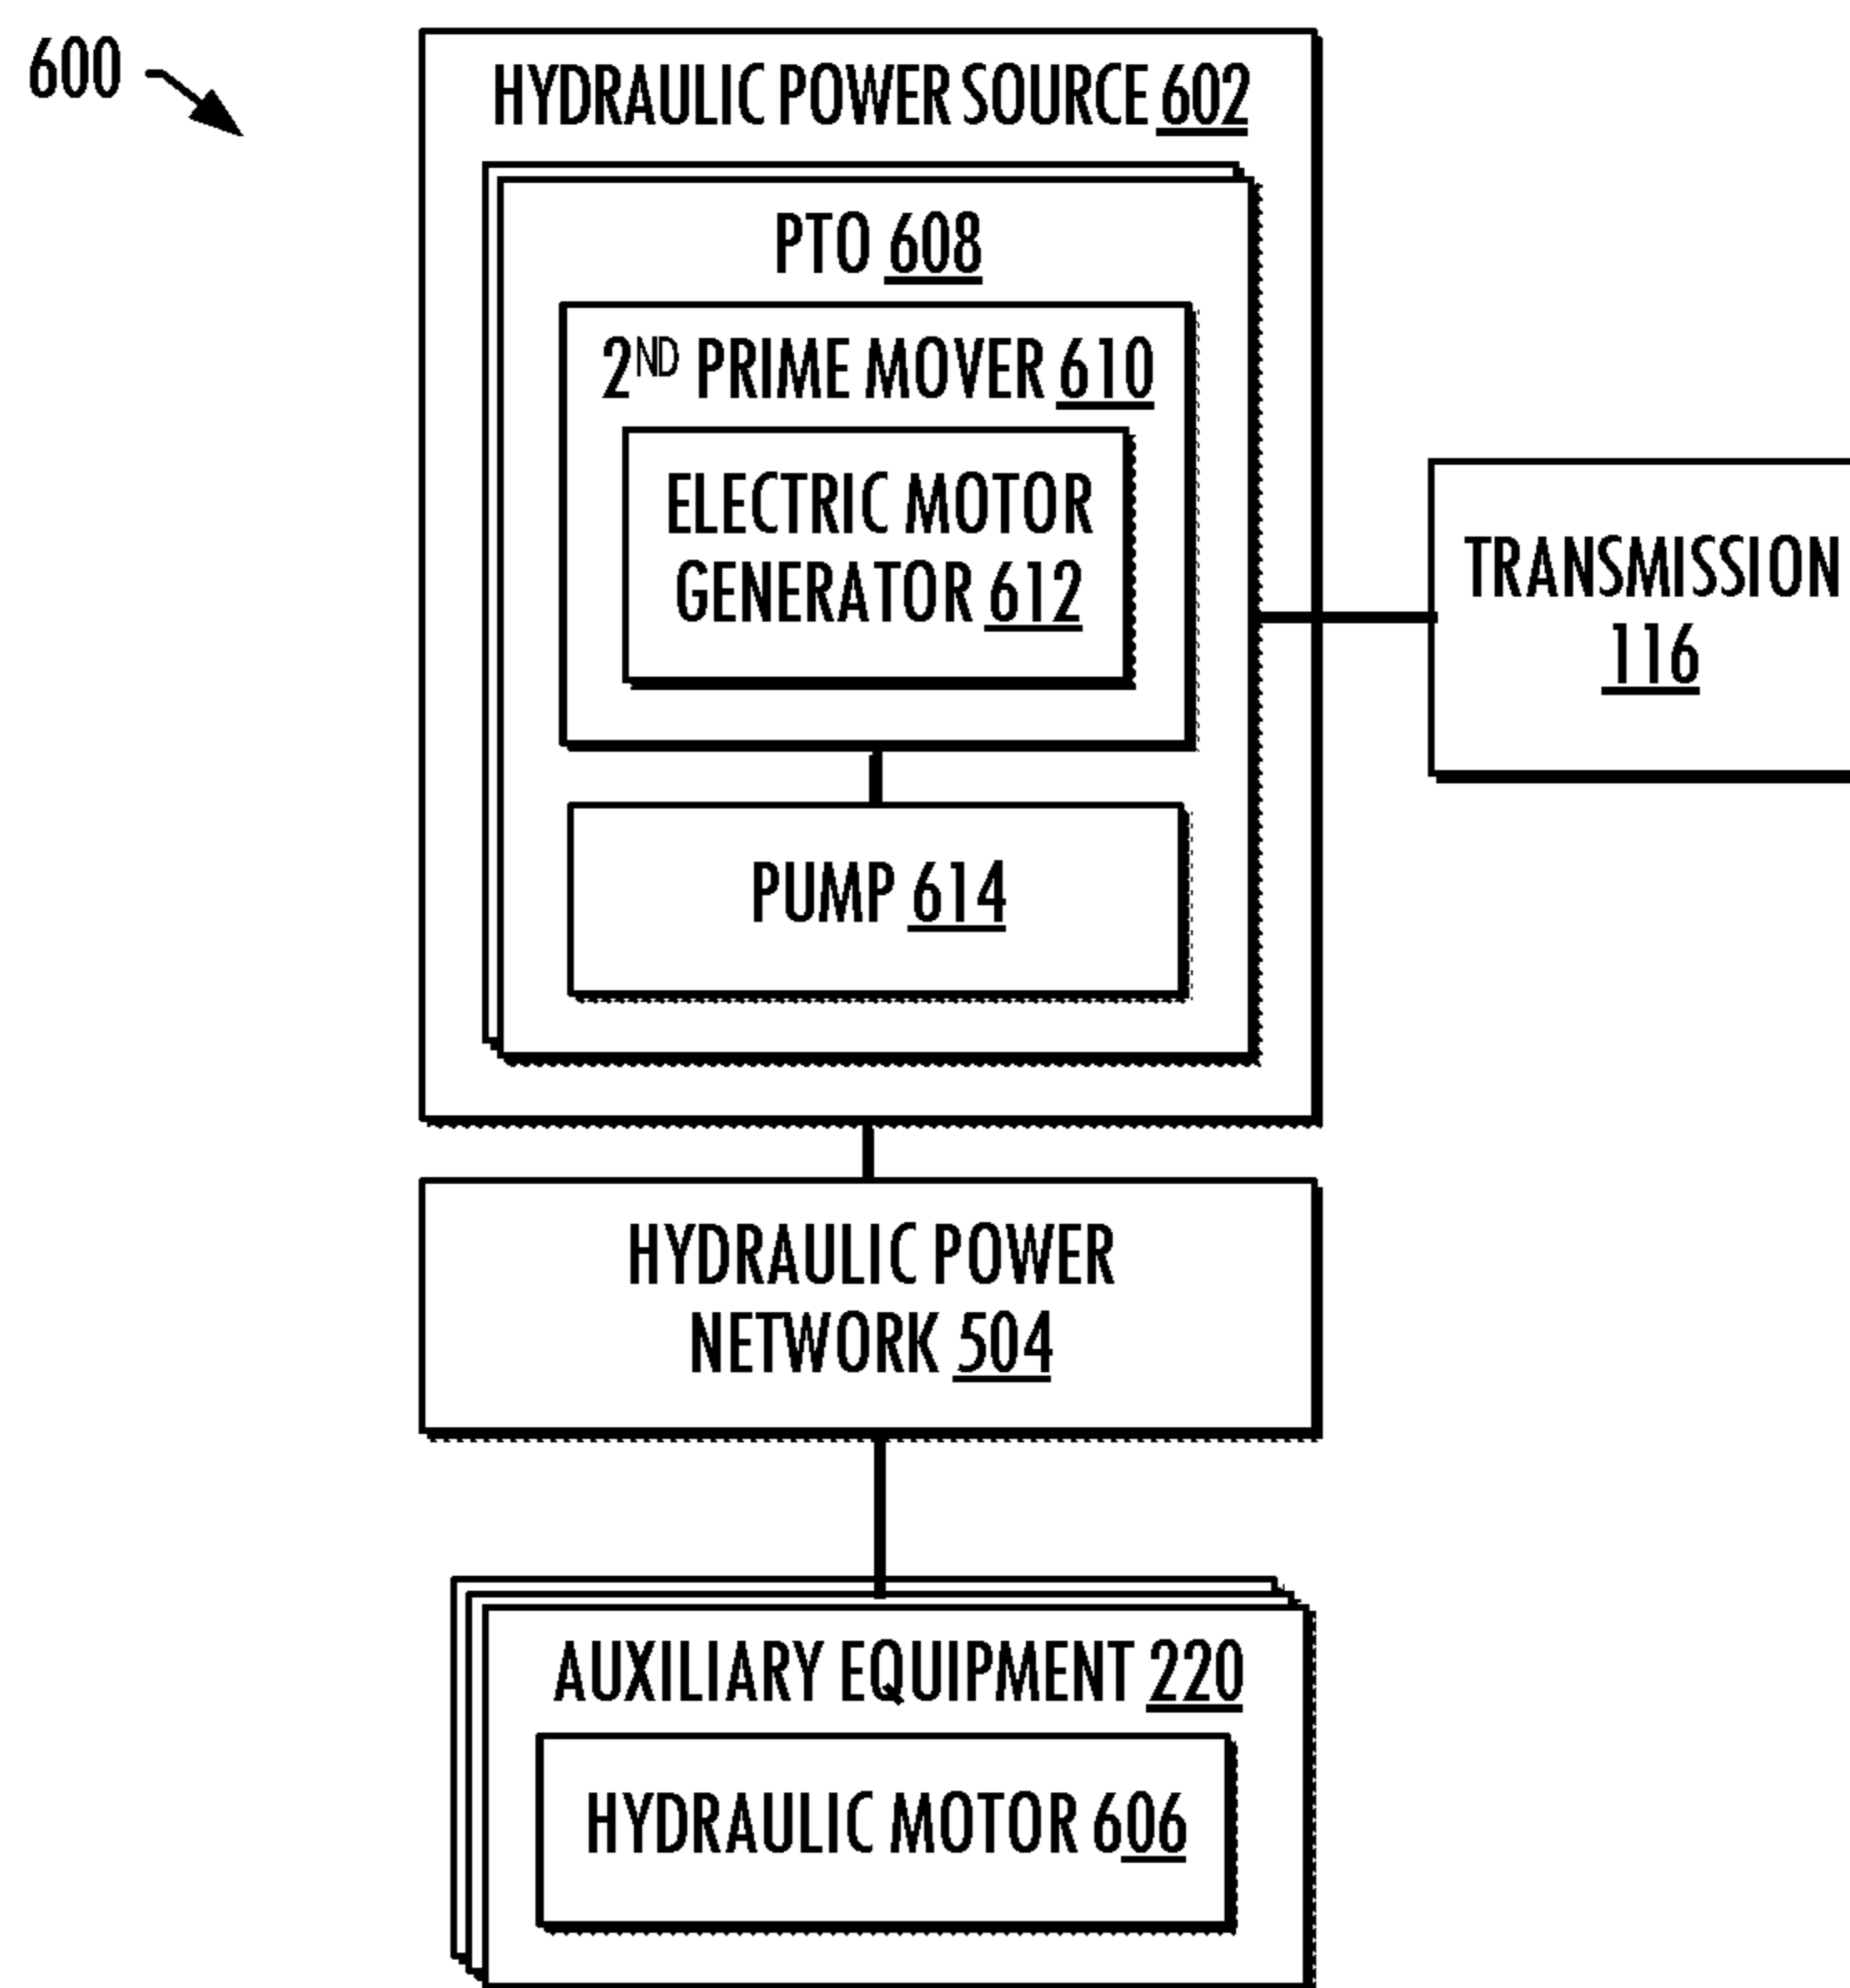 600
HYDRAULIC POWER SOURCE 602
PTO 608
2ND PRIME MOVER 610
ELECTRIC MOTOR
GENERATOR 612
TRANSMISSION
116
PUMP 614
HYDRAULIC POWER
NETWORK 504
AUXILIARY EQUIPMENT 220
HYDRAULIC MOTOR 606